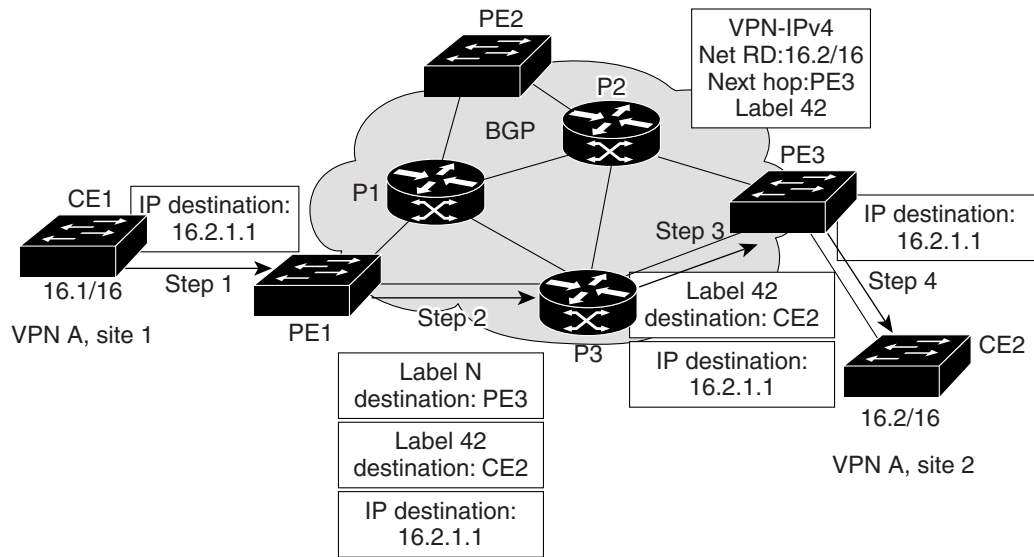 PE2
VPN-IPv4
Net RD:16.2/16
Next hop:PE3
Label 42
P2
BGP
PE3
P1
CE1
IP destination:
16.2.1.1
IP destination:
16.2.1.1
Step 3
Step 1
16.1/16
Step 4
VPN A, site 1
PE1
Step 2
Label 42
destination: CE2
P3
CE2
IP destination:
16.2.1.1
Label N
destination: PE3
16.2/16
Label 42
destination: CE2
VPN A, site 2
IP destination:
16.2.1.1